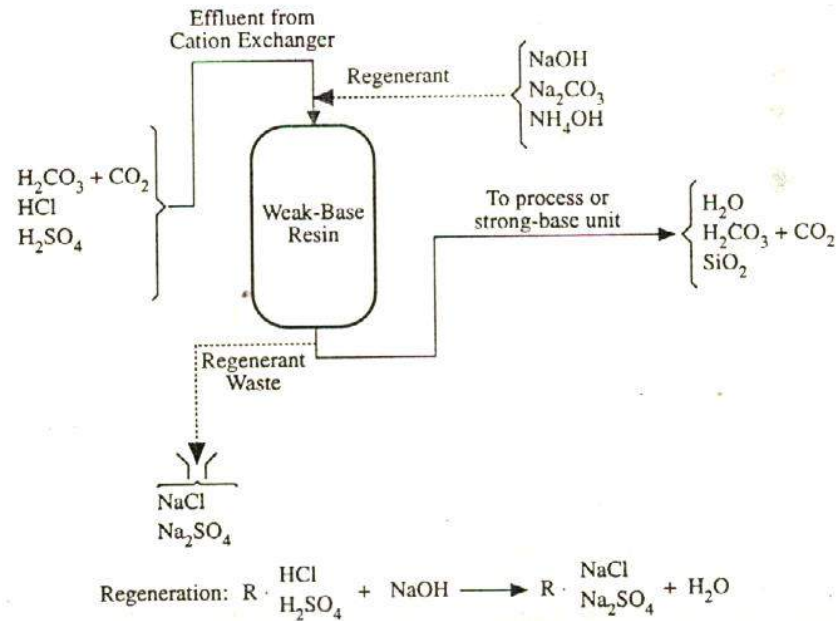 Effluent from
Cation Exchanger
Regenerant
NaOH
Na₂CO₃
NH₄OH
H₂CO₃ + CO₂
HCl
H₂SO₄
Weak-Base
Resin
To process or
strong-base unit
H₂O
H₂CO₃ + CO₂
SiO₂
Regenerant
Waste
NaCl
Na₂SO₄
Regeneration: R · HCl H₂SO₄ + NaOH ⟶ R · NaCl Na₂SO₄ + H₂O